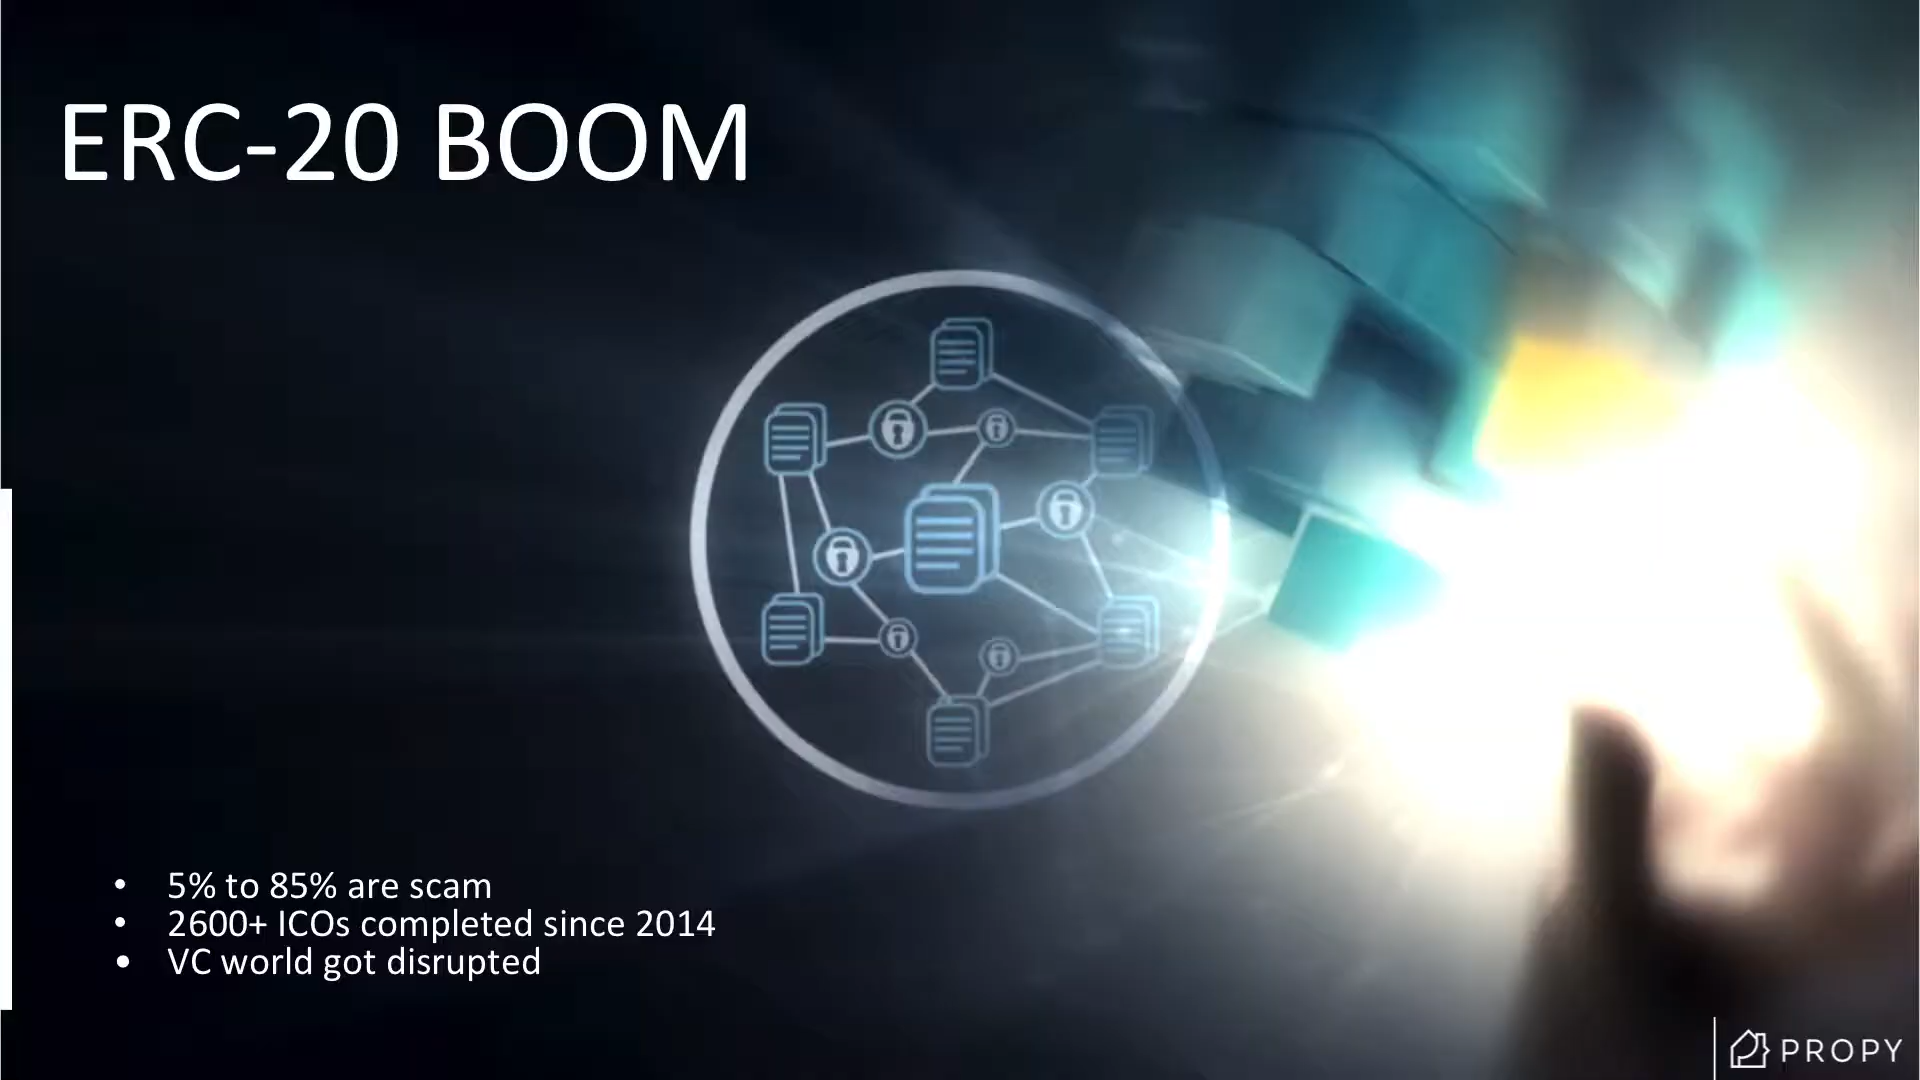 ERC-20 BOOM
• 5% to 85% are scam
• 2600+ ICOs completed since 2014
• VC world got disrupted
PROPY